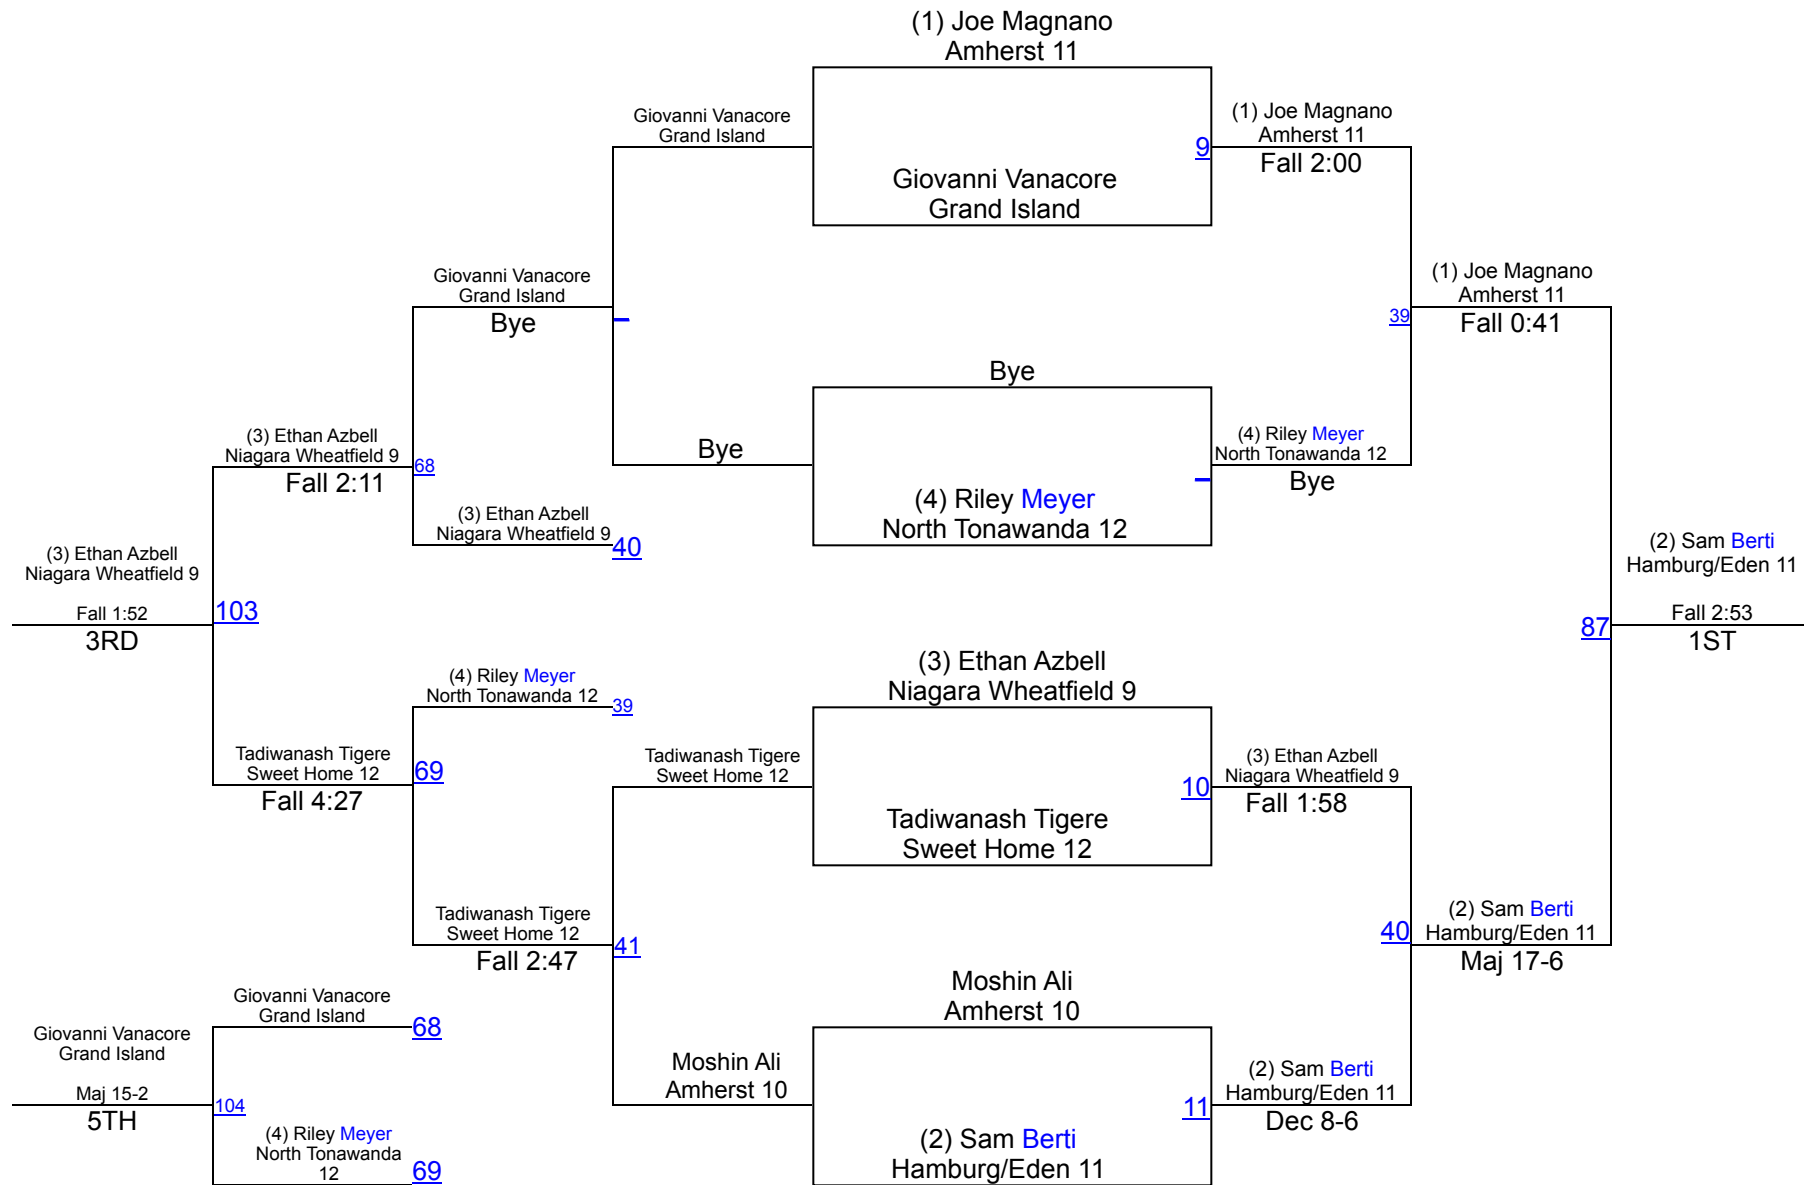 (1) Joe Magnano
Amherst 11
Giovanni Vanacore
Grand Island
9
(1) Joe Magnano
Amherst 11
Fall 2:00
Giovanni Vanacore
Grand Island
Giovanni Vanacore
Grand Island
Bye
(1) Joe Magnano
Amherst 11
Fall 0:41
39
Bye
Bye
(4) Riley Meyer
North Tonawanda 12
Bye
(4) Riley Meyer
North Tonawanda 12
(3) Ethan Azbell
Niagara Wheatfield 9
Fall 2:11
68
(3) Ethan Azbell
Niagara Wheatfield 9
40
(3) Ethan Azbell
Niagara Wheatfield 9
Fall 1:52
3RD
103
(2) Sam Berti
Hamburg/Eden 11
Fall 2:53
1ST
87
(4) Riley Meyer
North Tonawanda 12
39
(3) Ethan Azbell
Niagara Wheatfield 9
Tadiwanash Tigere
Sweet Home 12
Fall 4:27
69
Tadiwanash Tigere
Sweet Home 12
10
(3) Ethan Azbell
Niagara Wheatfield 9
Fall 1:58
Tadiwanash Tigere
Sweet Home 12
Tadiwanash Tigere
Sweet Home 12
Fall 2:47
41
40
(2) Sam Berti
Hamburg/Eden 11
Maj 17-6
Moshin Ali
Amherst 10
Giovanni Vanacore
Grand Island
68
Giovanni Vanacore
Grand Island
Maj 15-2
5TH
104
(4) Riley Meyer
North Tonawanda
12
69
Moshin Ali
Amherst 10
11
(2) Sam Berti
Hamburg/Eden 11
Dec 8-6
(2) Sam Berti
Hamburg/Eden 11